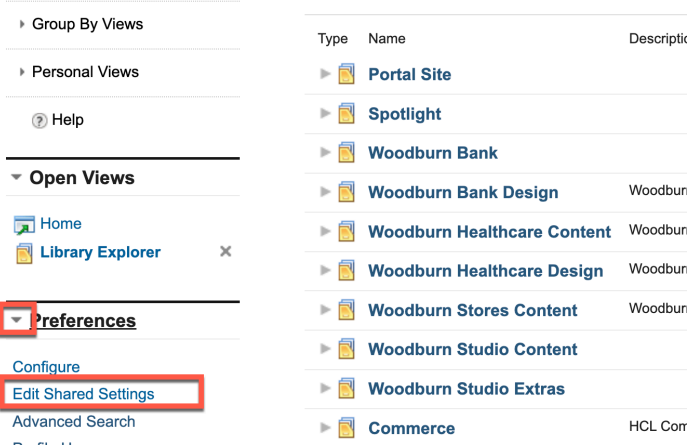 Group By Views
Personal Views
Help
Open Views
Home
Library Explorer
Preferences
Configure
Edit Shared Settings
Advanced Search
Type Name
Portal Site
Spotlight
Woodburn Bank
Woodburn Bank Design
Woodburn Healthcare Content
Woodburn Healthcare Design
Woodburn Stores Content
Woodburn Studio Content
Woodburn Studio Extras
Commerce HCL